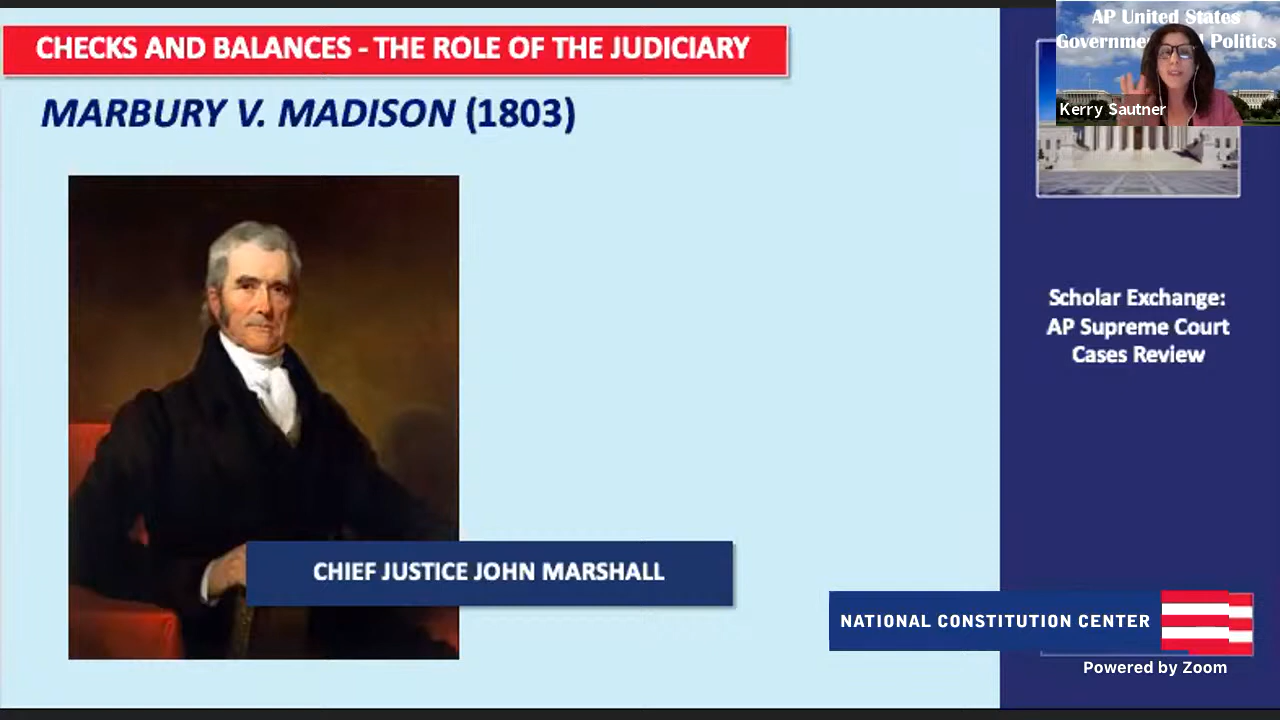 CHECKS AND BALANCES - THE ROLE OF THE JUDICIARY
MARBURY V. MADISON (1803)
CHIEF JUSTICE JOHN MARSHALL
AP United States
Governme Politics
Kerry Sautner
Scholar Exchange:
AP Supreme Court
Cases Review
NATIONAL CONSTITUTION CENTER
Powered by Zoom